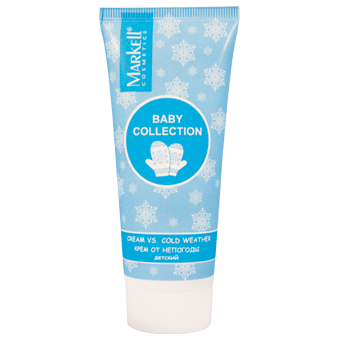 MARKELL
COSMETICS
BABY
COLLECTION
CREAM VS. COLD WEATHER
КРЕМ ОТ НЕПОГОДЫ
детский